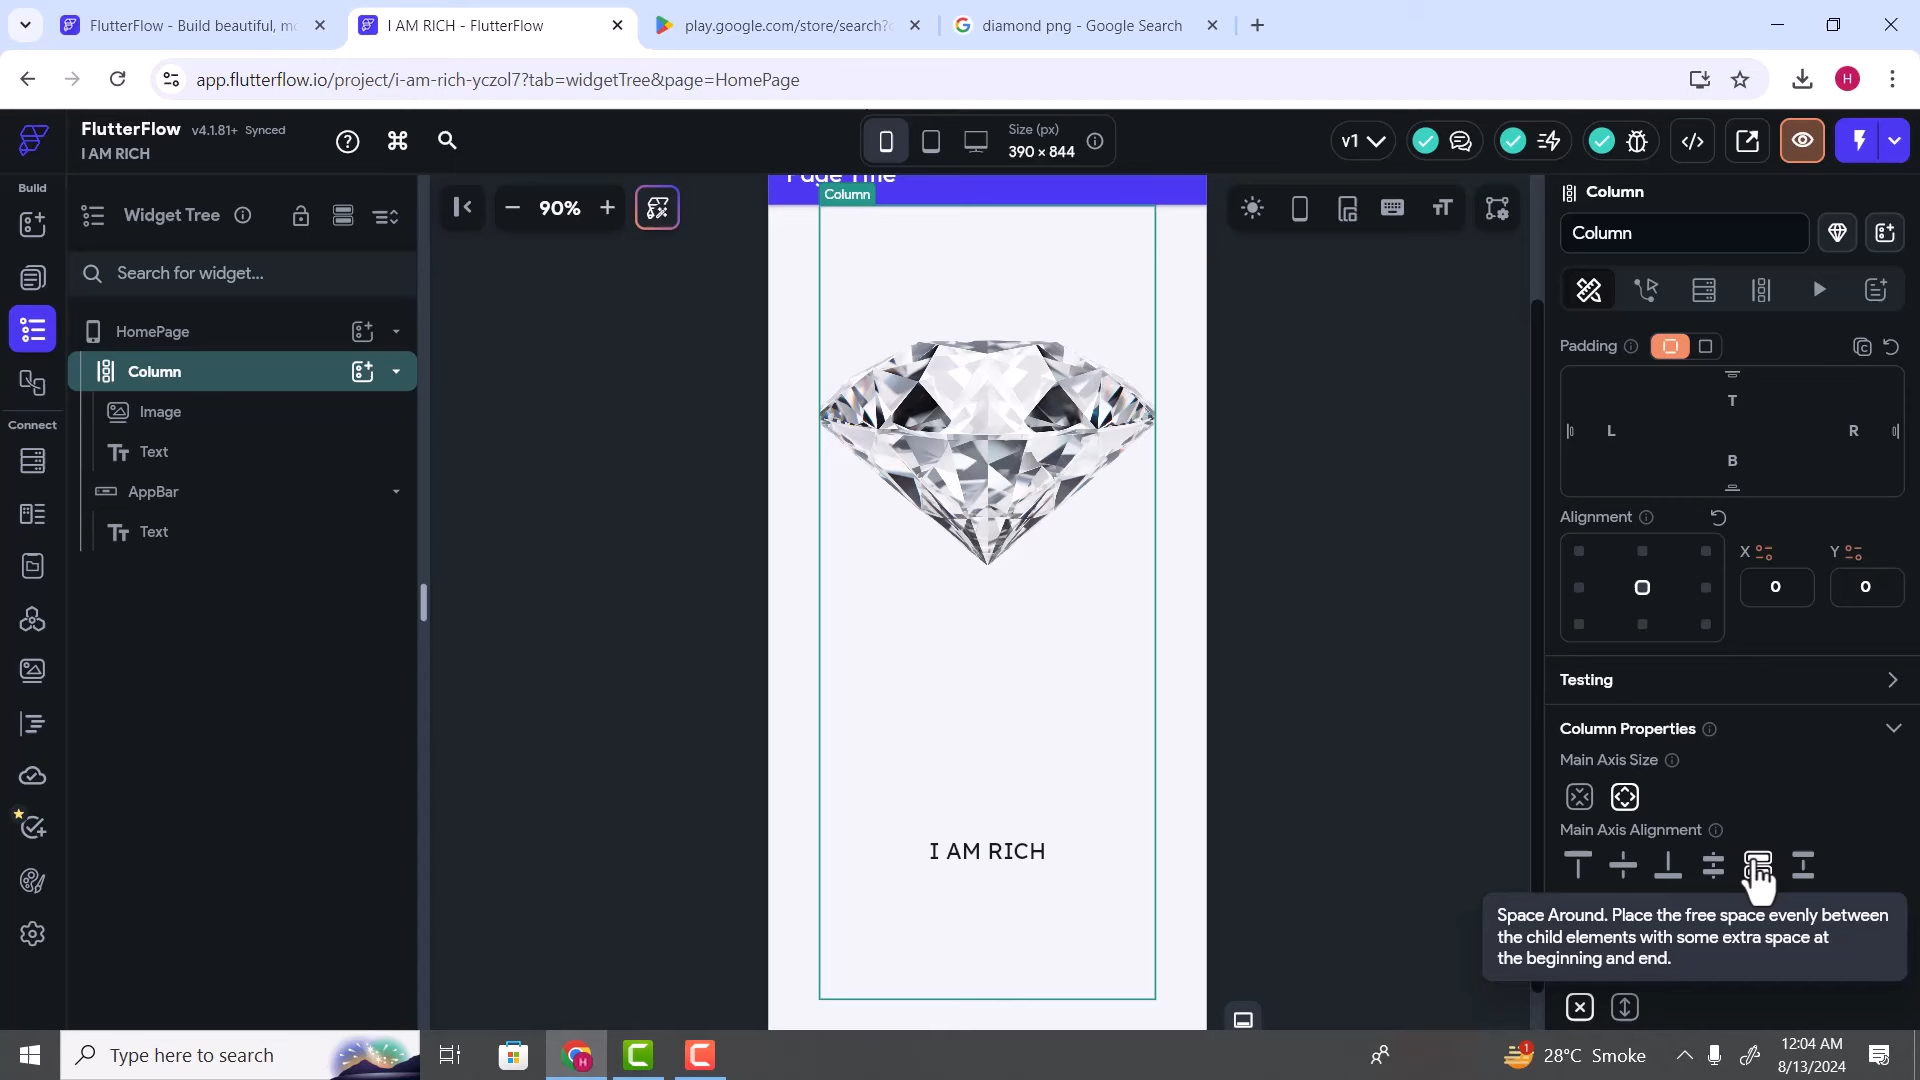 FlutterFlow - Build beautiful, mo
I AM RICH - FlutterFlow
play.google.com/store/search?q
diamond png - Google Search
app.flutterflow.io/project/i-am-rich-yczol7?tab=widgetTree&page=HomePage
H
FlutterFlow v4.1.81+ Synced
I AM RICH
Size (px)
390 × 844
v1
Build
Widget Tree
90%
Page Title
Column
Column
Column
Search for widget...
HomePage
Column
Image
Text
AppBar
Text
Connect
Padding
T
L
R
B
Alignment
X
Y
0
0
Testing
Column Properties
Main Axis Size
Main Axis Alignment
I AM RICH
Space Around. Place the free space evenly between
the child elements with some extra space at
the beginning and end.
Type here to search
H
1
28°C Smoke
12:04 AM
8/13/2024